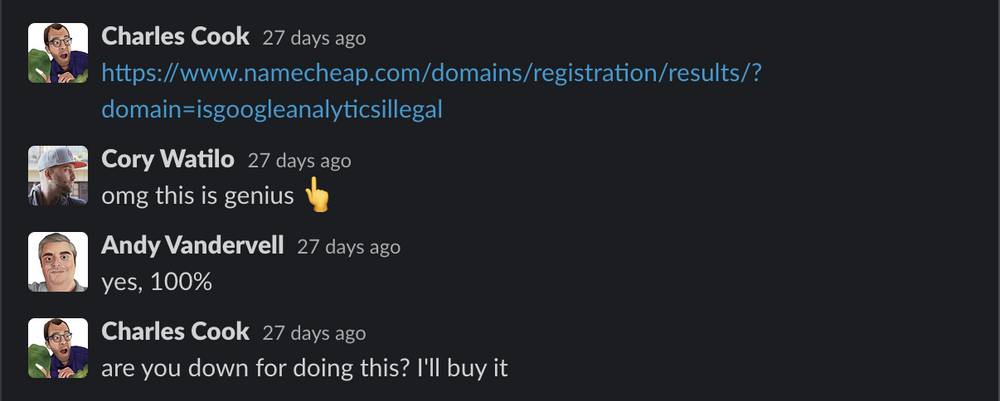 Charles Cook 27 days ago
https://www.namecheap.com/domains/registration/results/?
domain=isgoogleanalyticsillegal
Cory Watilo 27 days ago
omg this is genius 👆
Andy Vandervell 27 days ago
yes, 100%
Charles Cook 27 days ago
are you down for doing this? I'll buy it